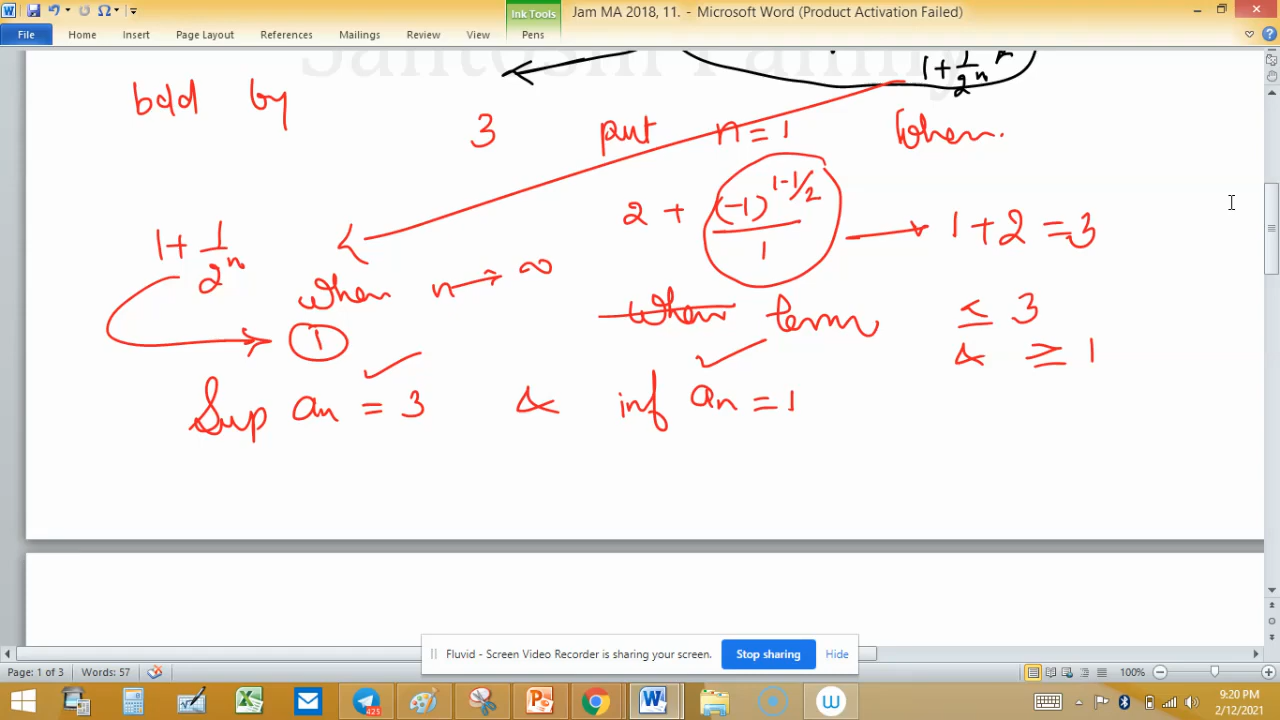 Jam MA 2018, 11. - Microsoft Word (Product Activation Failed)
Ink Tools
File Home Insert Page Layout References Mailings Review View Pens
1+1/2^n
bdd by 3 put n=1 When.
2 + (-1)^(1-1/2)/1 → 1+2 = 3
1+ 1/2^n
when n → ∞
When term ≤ 3
& ≥ 1
①
Sup an = 3 & inf an = 1
Fluvid - Screen Video Recorder is sharing your screen. Stop sharing Hide
Page: 1 of 3 Words: 57 100%
425
9:20 PM
2/12/2021